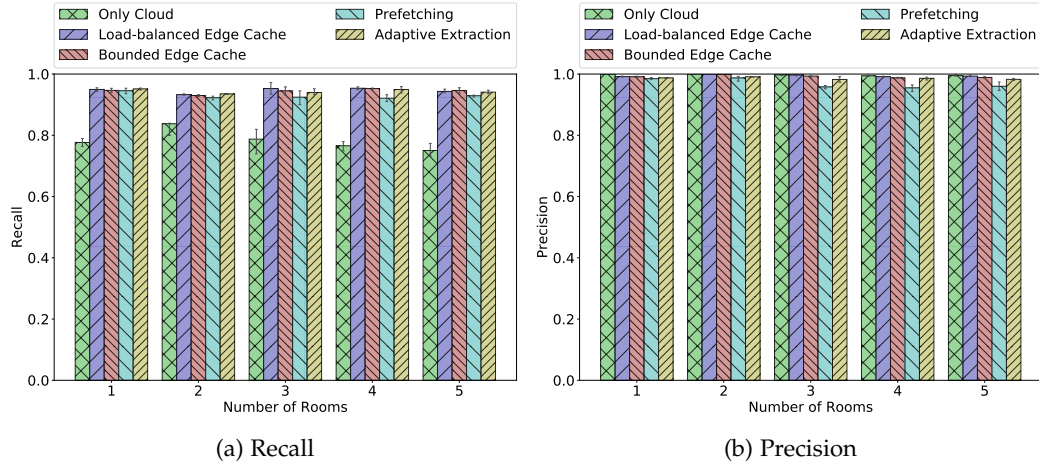 Only Cloud
Load-balanced Edge Cache
Bounded Edge Cache
Prefetching
Adaptive Extraction
1.0
0.8
0.6
0.4
0.2
0.0
Recall
1 2 3 4 5
Number of Rooms
(a) Recall
Only Cloud
Load-balanced Edge Cache
Bounded Edge Cache
Prefetching
Adaptive Extraction
1.0
0.8
0.6
0.4
0.2
0.0
Precision
1 2 3 4 5
Number of Rooms
(b) Precision